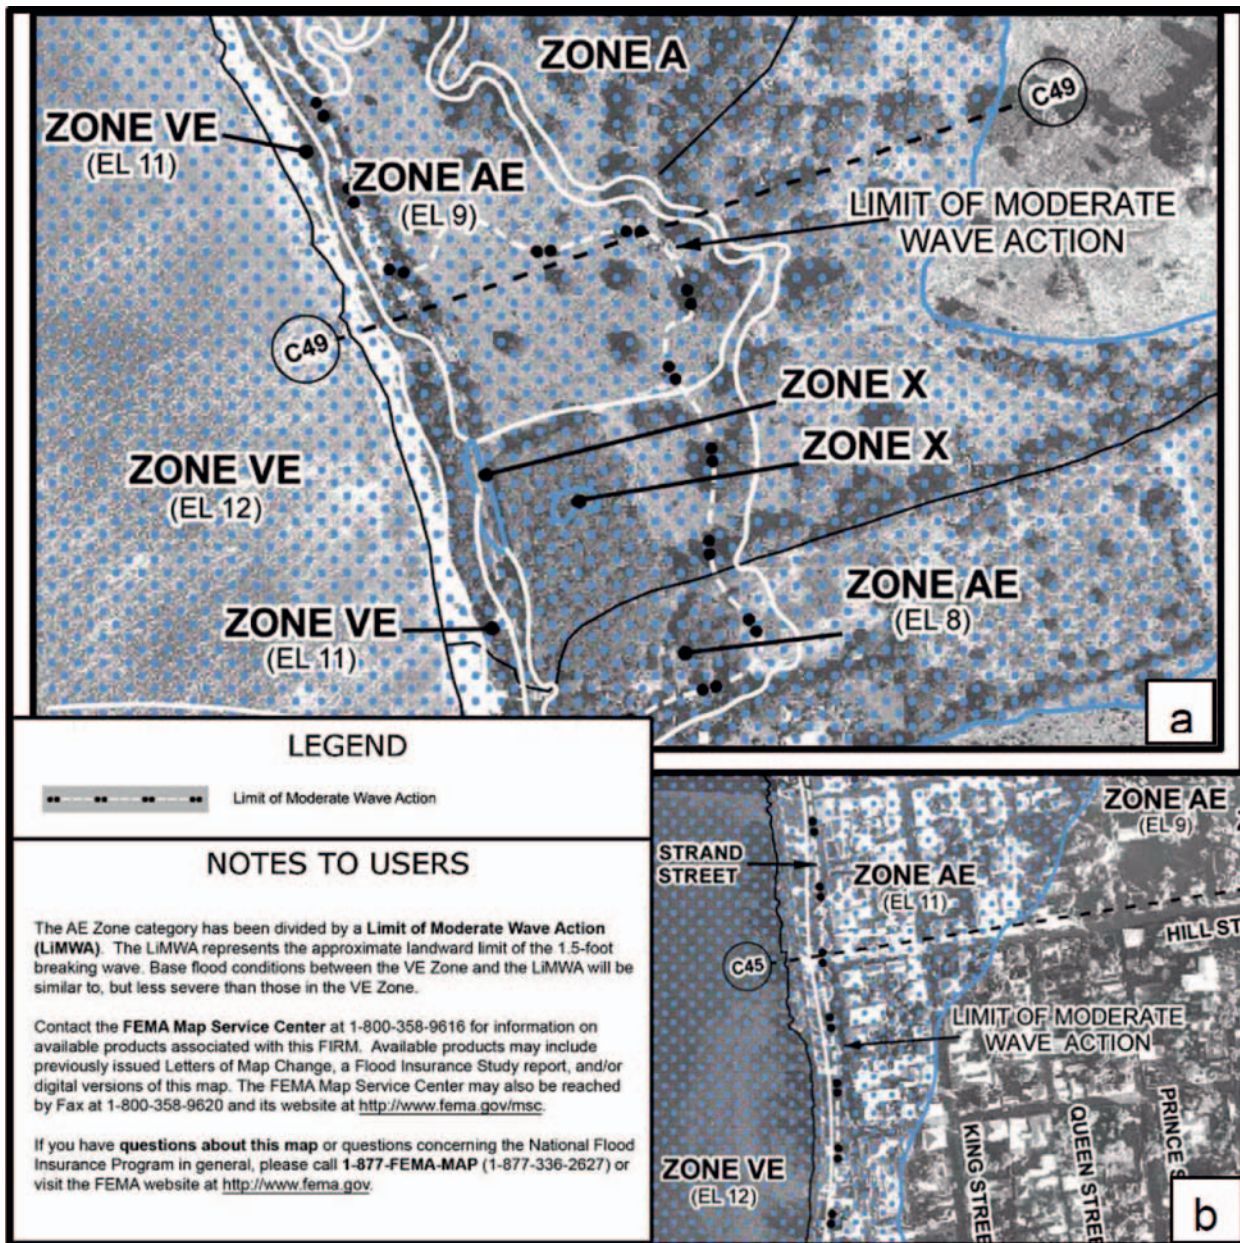 ZONE A
C49
ZONE VE
(EL 11)
ZONE AE
(EL 9)
LIMIT OF MODERATE
WAVE ACTION
C49
ZONE X
ZONE X
ZONE VE
(EL 12)
ZONE AE
(EL 8)
ZONE VE
(EL 11)
a
LEGEND
Limit of Moderate Wave Action
NOTES TO USERS
The AE Zone category has been divided by a Limit of Moderate Wave Action
(LiMWA). The LiMWA represents the approximate landward limit of the 1.5-foot
breaking wave. Base flood conditions between the VE Zone and the LiMWA will be
similar to, but less severe than those in the VE Zone.
Contact the FEMA Map Service Center at 1-800-358-9616 for information on
available products associated with this FIRM. Available products may include
previously issued Letters of Map Change, a Flood Insurance Study report, and/or
digital versions of this map. The FEMA Map Service Center may also be reached
by Fax at 1-800-358-9620 and its website at http://www.fema.gov/msc.
If you have questions about this map or questions concerning the National Flood
Insurance Program in general, please call 1-877-FEMA-MAP (1-877-336-2627) or
visit the FEMA website at http://www.fema.gov.
ZONE AE
(EL 9)
STRAND
STREET
ZONE AE
(EL 11)
HILL ST
C45
LIMIT OF MODERATE
WAVE ACTION
KING STREE
QUEEN STREE
PRINCE S
ZONE VE
(EL 12)
b